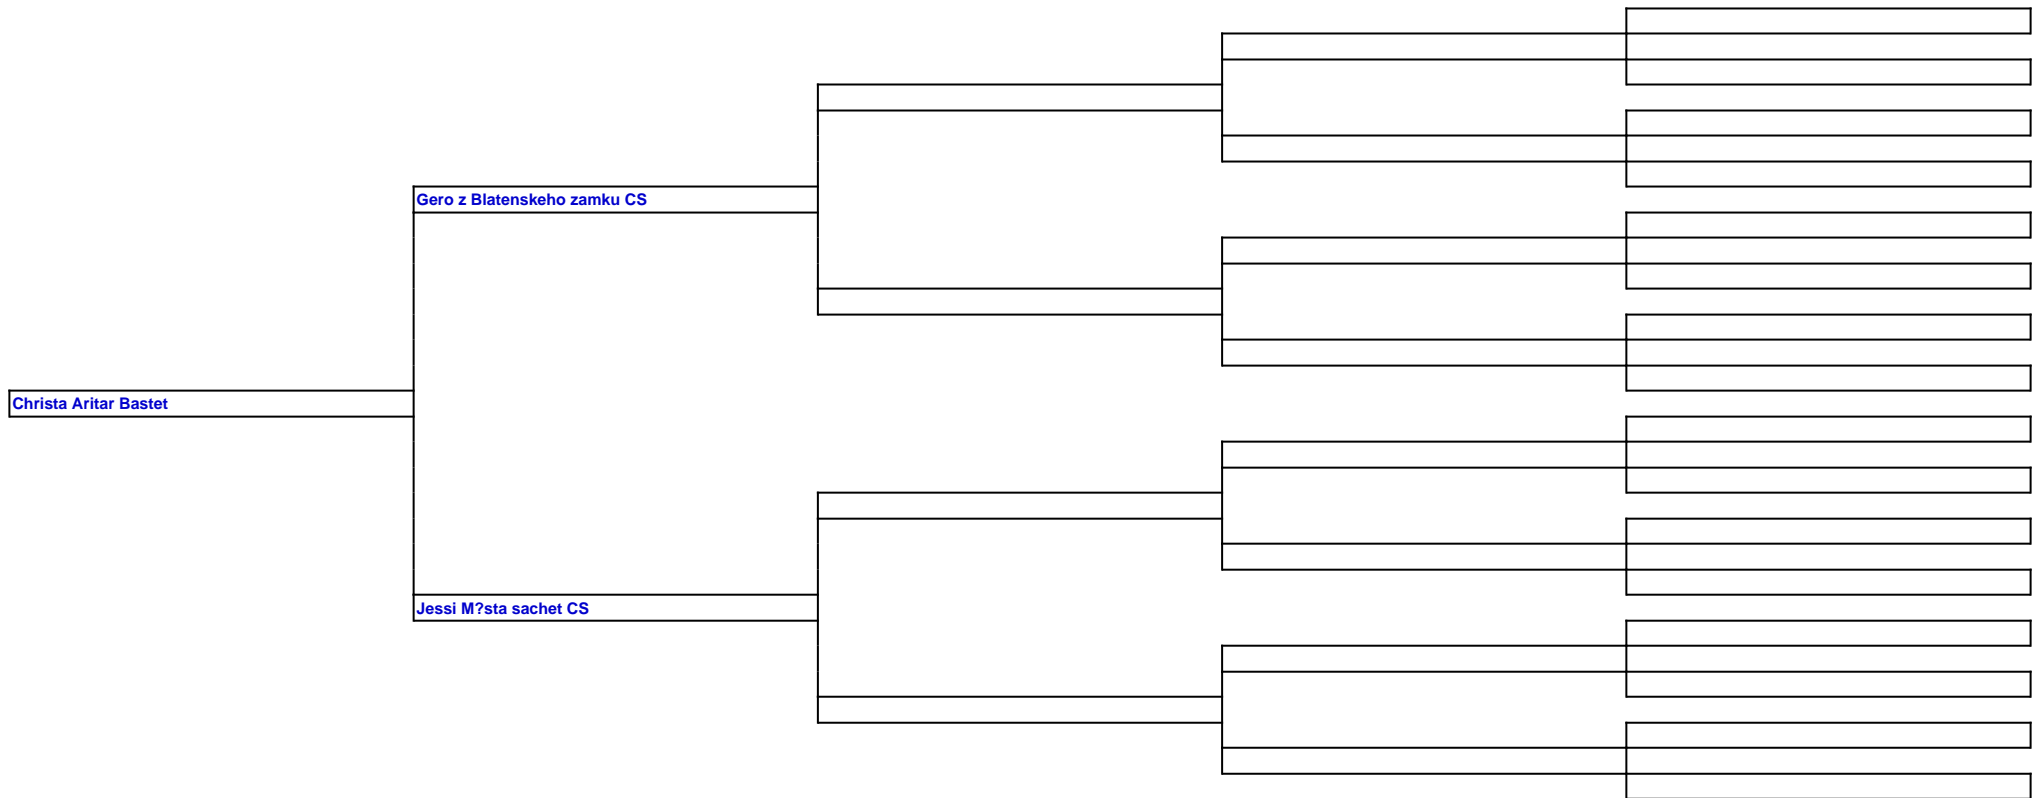 Gero z Blatenskeho zamku CS
Christa Aritar Bastet
Jessi M?sta sachet CS